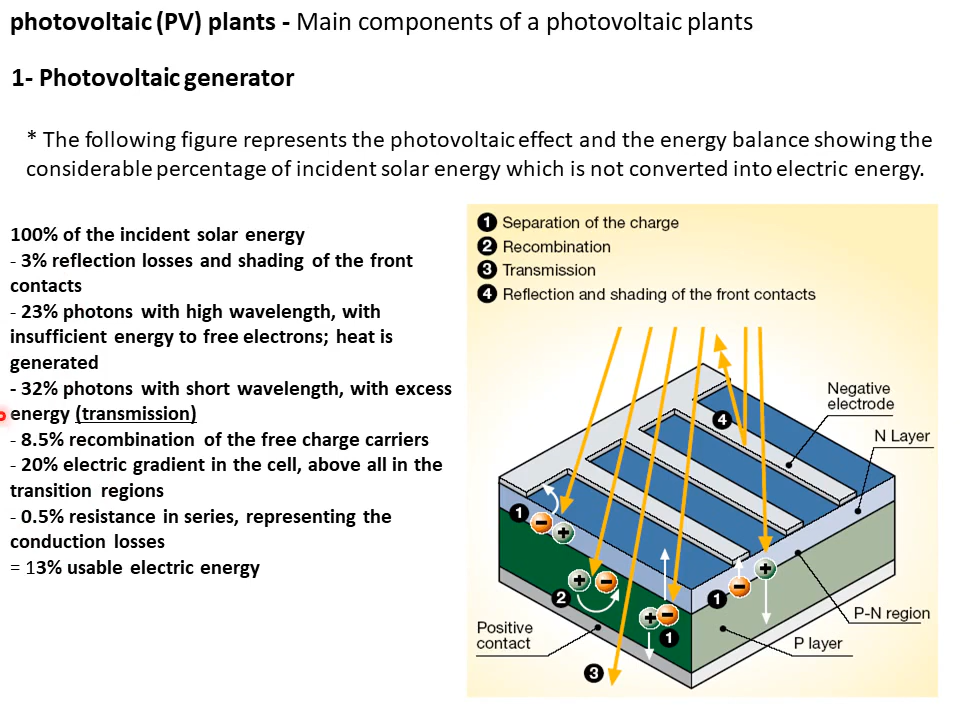 photovoltaic (PV) plants - Main components of a photovoltaic plants
1- Photovoltaic generator
* The following figure represents the photovoltaic effect and the energy balance showing the
considerable percentage of incident solar energy which is not converted into electric energy.
100% of the incident solar energy
- 3% reflection losses and shading of the front
contacts
- 23% photons with high wavelength, with
insufficient energy to free electrons; heat is
generated
- 32% photons with short wavelength, with excess
energy (transmission)
- 8.5% recombination of the free charge carriers
- 20% electric gradient in the cell, above all in the
transition regions
- 0.5% resistance in series, representing the
conduction losses
= 13% usable electric energy
1 Separation of the charge
2 Recombination
3 Transmission
4 Reflection and shading of the front contacts
Negative
electrode
4
N Layer
1
- +
+ -
2
+ -
1
- +
1
P-N region
Positive
contact
P layer
3